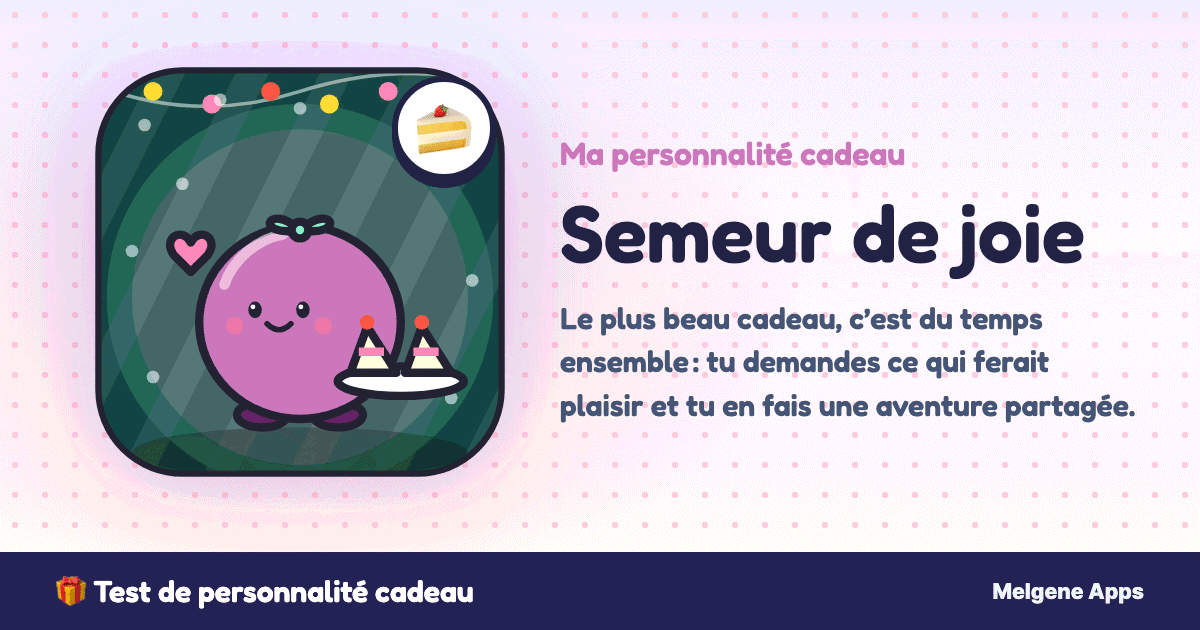 Ma personnalité cadeau
Semeur de joie
Le plus beau cadeau, c’est du temps
ensemble : tu demandes ce qui ferait
plaisir et tu en fais une aventure partagée.
Test de personnalité cadeau
Melgene Apps